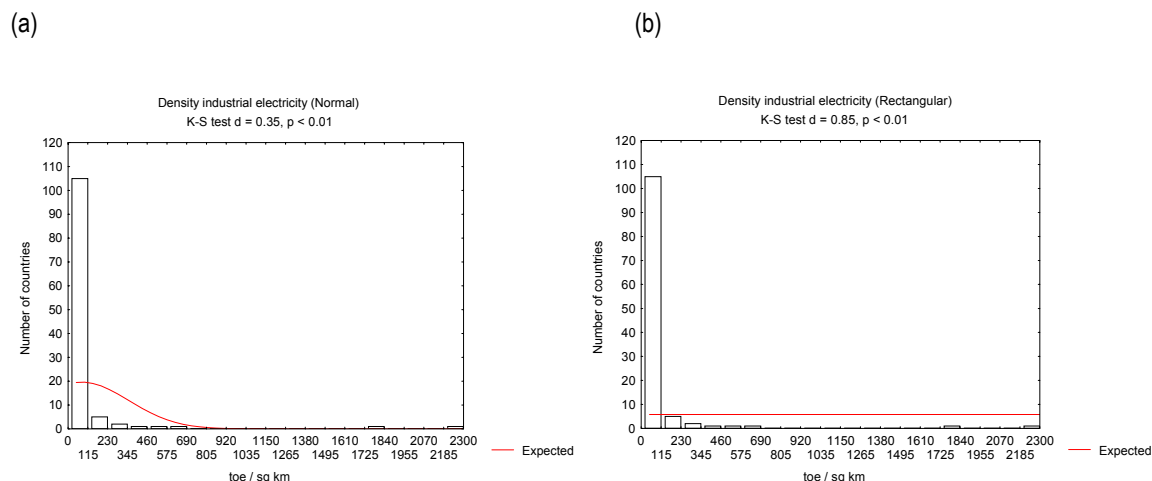 (a)
Density industrial electricity (Normal)
K-S test d = 0.35, p < 0.01
Number of countries
120
110
100
90
80
70
60
50
40
30
20
10
0
0 230 460 690 920 1150 1380 1610 1840 2070 2300
115 345 575 805 1035 1265 1495 1725 1955 2185
toe / sq km
Expected
(b)
Density industrial electricity (Rectangular)
K-S test d = 0.85, p < 0.01
Number of countries
120
110
100
90
80
70
60
50
40
30
20
10
0
0 230 460 690 920 1150 1380 1610 1840 2070 2300
115 345 575 805 1035 1265 1495 1725 1955 2185
toe / sq km
Expected